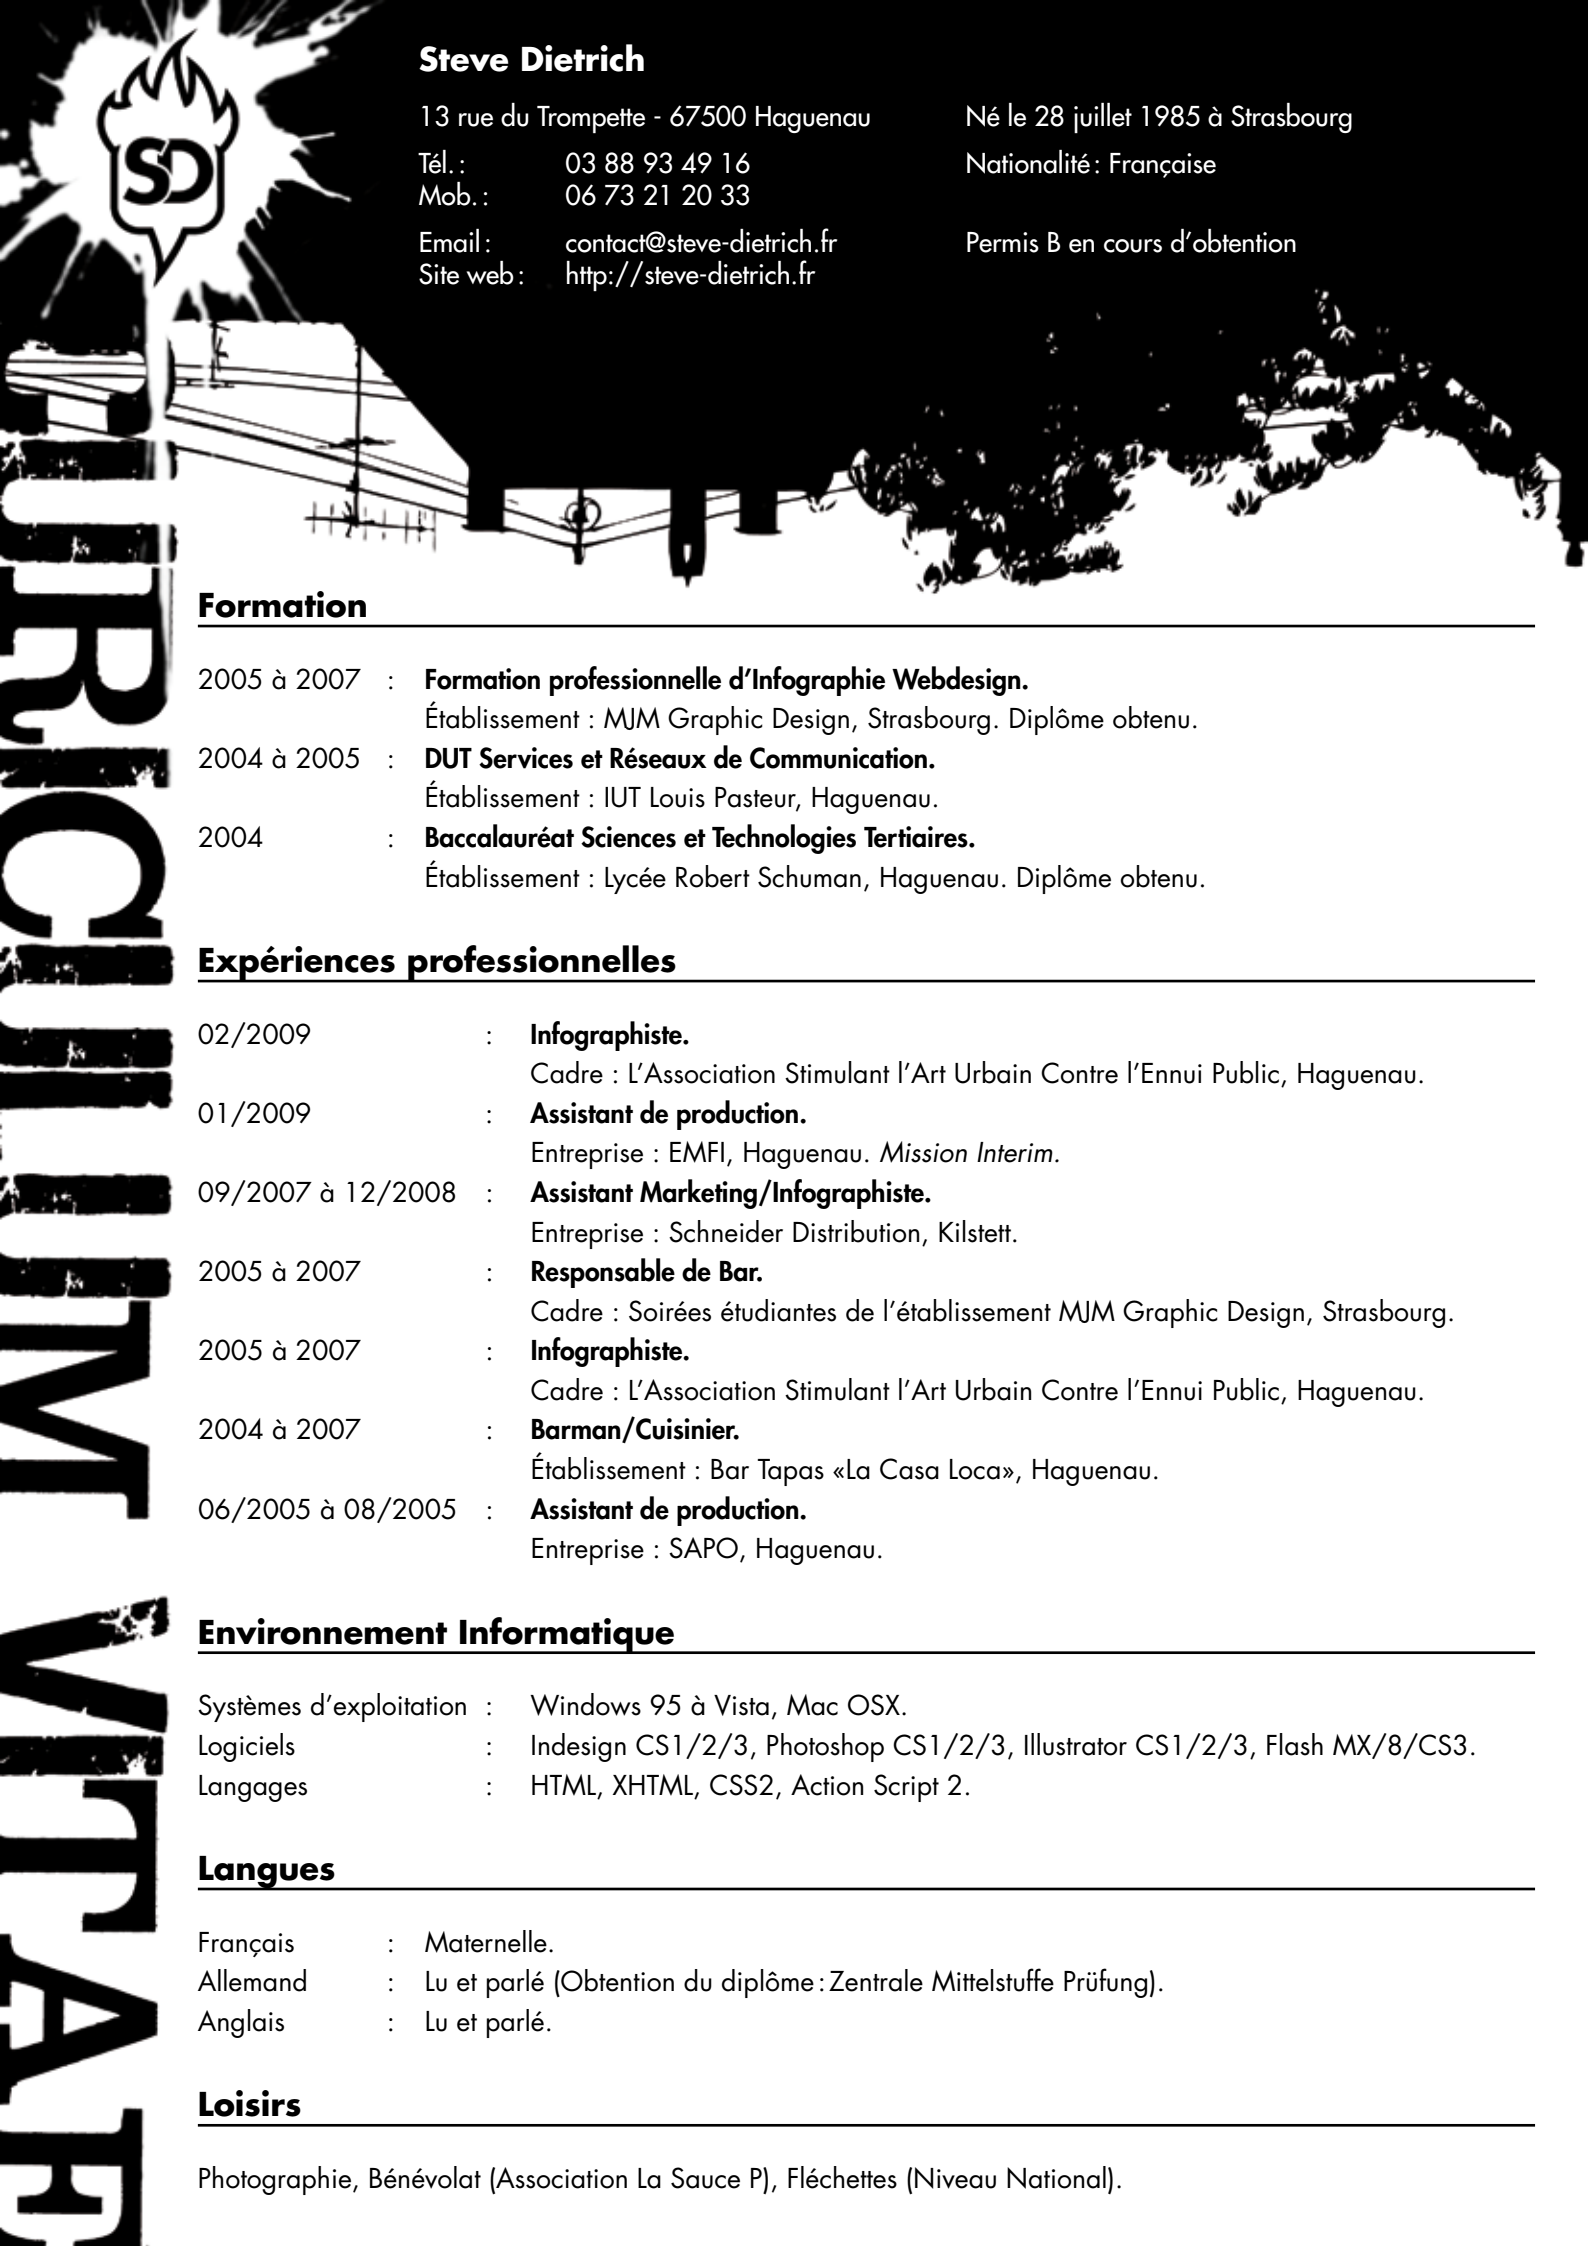 SD
Steve Dietrich
13 rue du Trompette - 67500 Haguenau
Né le 28 juillet 1985 à Strasbourg
Tél. : 03 88 93 49 16
Nationalité : Française
Mob. : 06 73 21 20 33
Email : contact@steve-dietrich.fr
Permis B en cours d'obtention
Site web : http://steve-dietrich.fr
CURICULUM VITAE
Formation
2005 à 2007 : Formation professionnelle d'Infographie Webdesign.
Établissement : MJM Graphic Design, Strasbourg. Diplôme obtenu.
2004 à 2005 : DUT Services et Réseaux de Communication.
Établissement : IUT Louis Pasteur, Haguenau.
2004 : Baccalauréat Sciences et Technologies Tertiaires.
Établissement : Lycée Robert Schuman, Haguenau. Diplôme obtenu.
Expériences professionnelles
02/2009 : Infographiste.
Cadre : L'Association Stimulant l'Art Urbain Contre l'Ennui Public, Haguenau.
01/2009 : Assistant de production.
Entreprise : EMFI, Haguenau. Mission Interim.
09/2007 à 12/2008 : Assistant Marketing/Infographiste.
Entreprise : Schneider Distribution, Kilstett.
2005 à 2007 : Responsable de Bar.
Cadre : Soirées étudiantes de l'établissement MJM Graphic Design, Strasbourg.
2005 à 2007 : Infographiste.
Cadre : L'Association Stimulant l'Art Urbain Contre l'Ennui Public, Haguenau.
2004 à 2007 : Barman/Cuisinier.
Établissement : Bar Tapas «La Casa Loca», Haguenau.
06/2005 à 08/2005 : Assistant de production.
Entreprise : SAPO, Haguenau.
Environnement Informatique
Systèmes d'exploitation : Windows 95 à Vista, Mac OSX.
Logiciels : Indesign CS1/2/3, Photoshop CS1/2/3, Illustrator CS1/2/3, Flash MX/8/CS3.
Langages : HTML, XHTML, CSS2, Action Script 2.
Langues
Français : Maternelle.
Allemand : Lu et parlé (Obtention du diplôme : Zentrale Mittelstuffe Prüfung).
Anglais : Lu et parlé.
Loisirs
Photographie, Bénévolat (Association La Sauce P), Fléchettes (Niveau National).